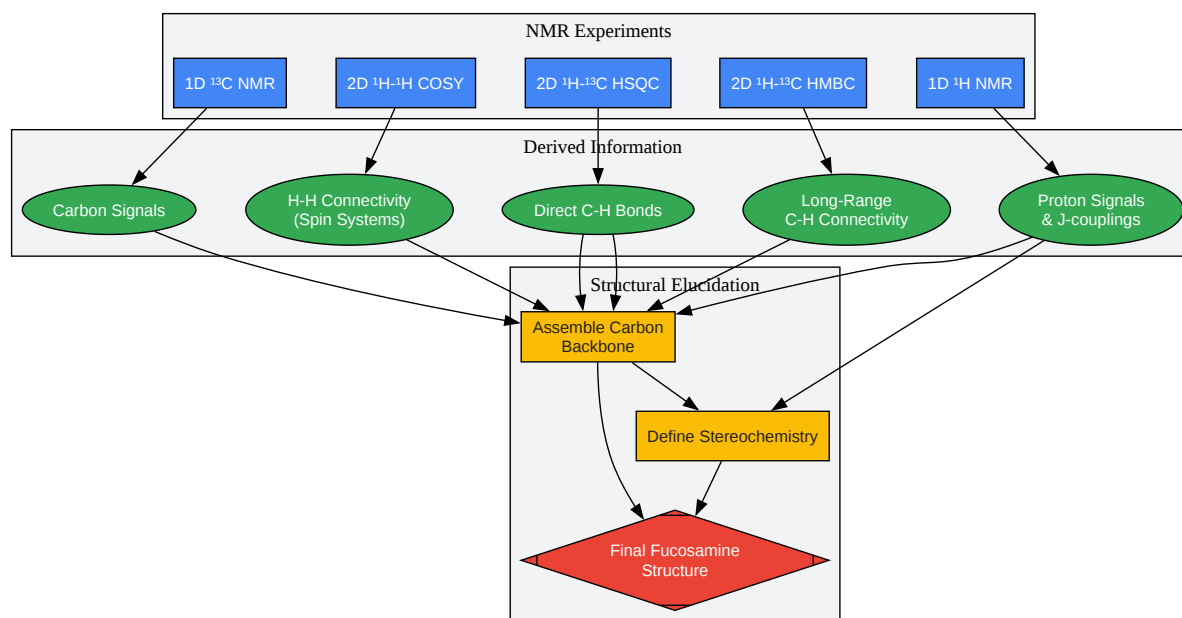 NMR Experiments
1D ¹³C NMR
2D ¹H-¹H COSY
2D ¹H-¹³C HSQC
2D ¹H-¹³C HMBC
1D ¹H NMR
Derived Information
Carbon Signals
H-H Connectivity
(Spin Systems)
Direct C-H Bonds
Long-Range
C-H Connectivity
Proton Signals
& J-couplings
Structural Elucidation
Assemble Carbon
Backbone
Define Stereochemistry
Final Fucosamine
Structure